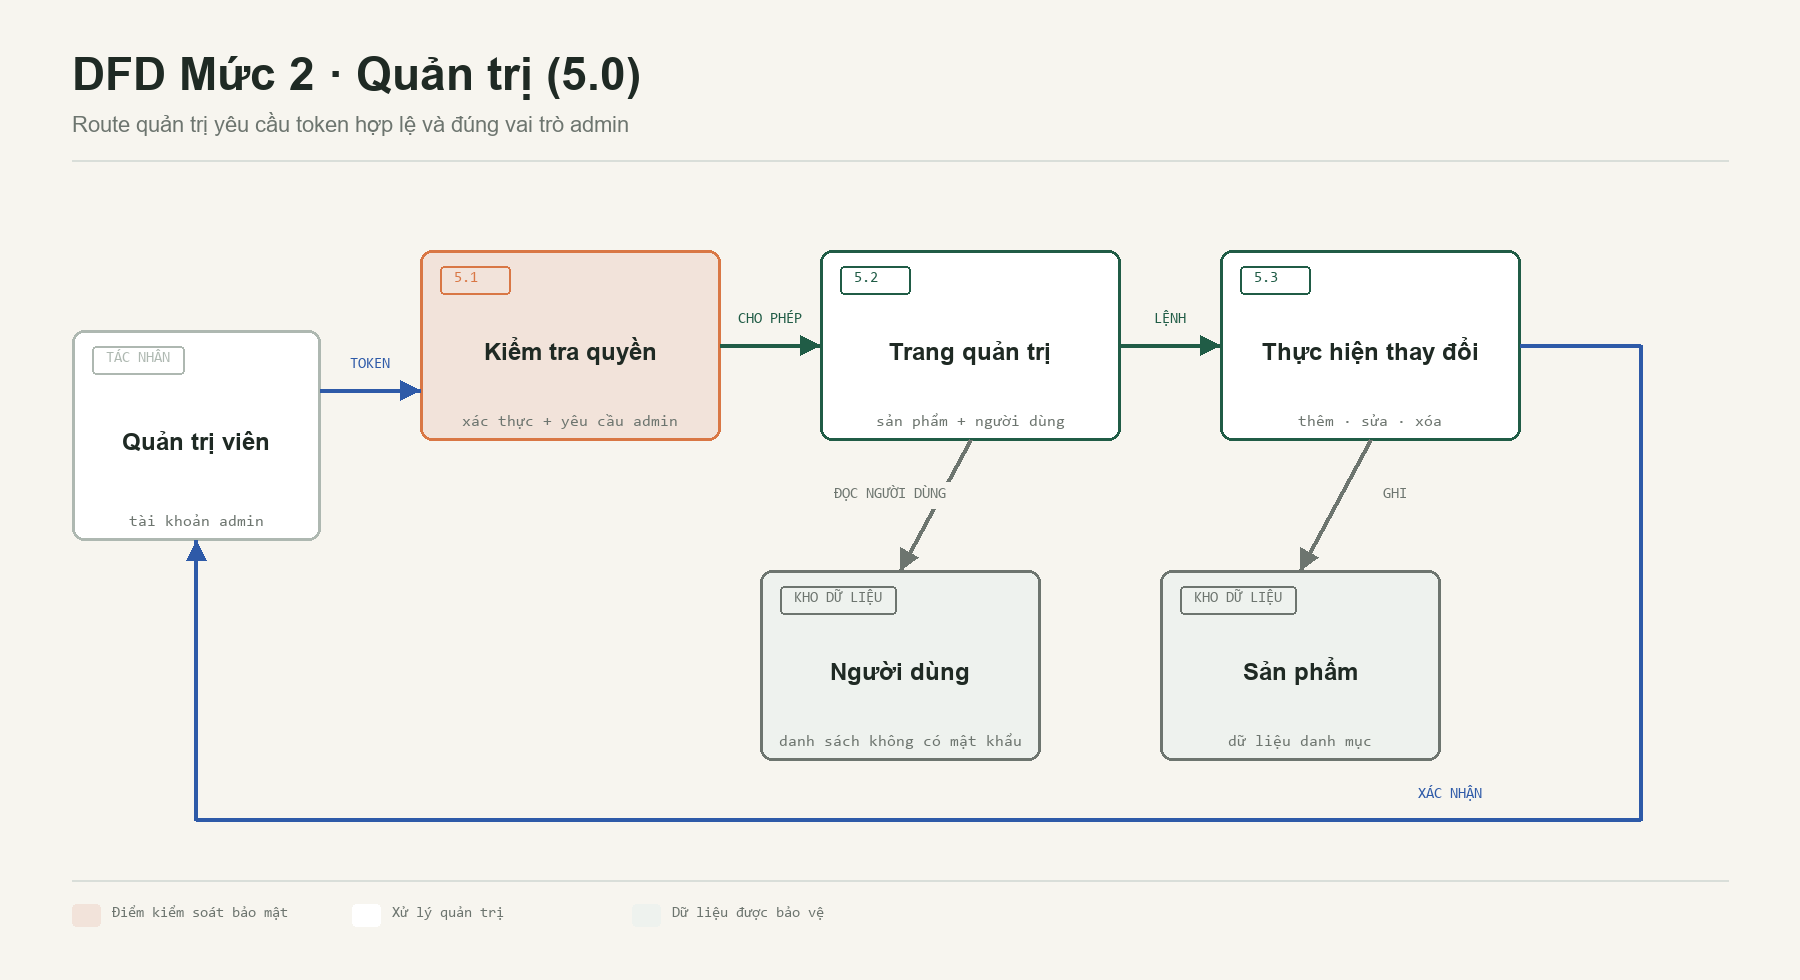 DFD Mức 2 · Quản trị (5.0)
Route quản trị yêu cầu token hợp lệ và đúng vai trò admin
TÁC NHÂN
Quản trị viên
tài khoản admin
TOKEN
5.1
Kiểm tra quyền
xác thực + yêu cầu admin
CHO PHÉP
5.2
Trang quản trị
sản phẩm + người dùng
LỆNH
5.3
Thực hiện thay đổi
thêm · sửa · xóa
ĐỌC NGƯỜI DÙNG
GHI
KHO DỮ LIỆU
Người dùng
danh sách không có mật khẩu
KHO DỮ LIỆU
Sản phẩm
dữ liệu danh mục
XÁC NHẬN
Điểm kiểm soát bảo mật
Xử lý quản trị
Dữ liệu được bảo vệ